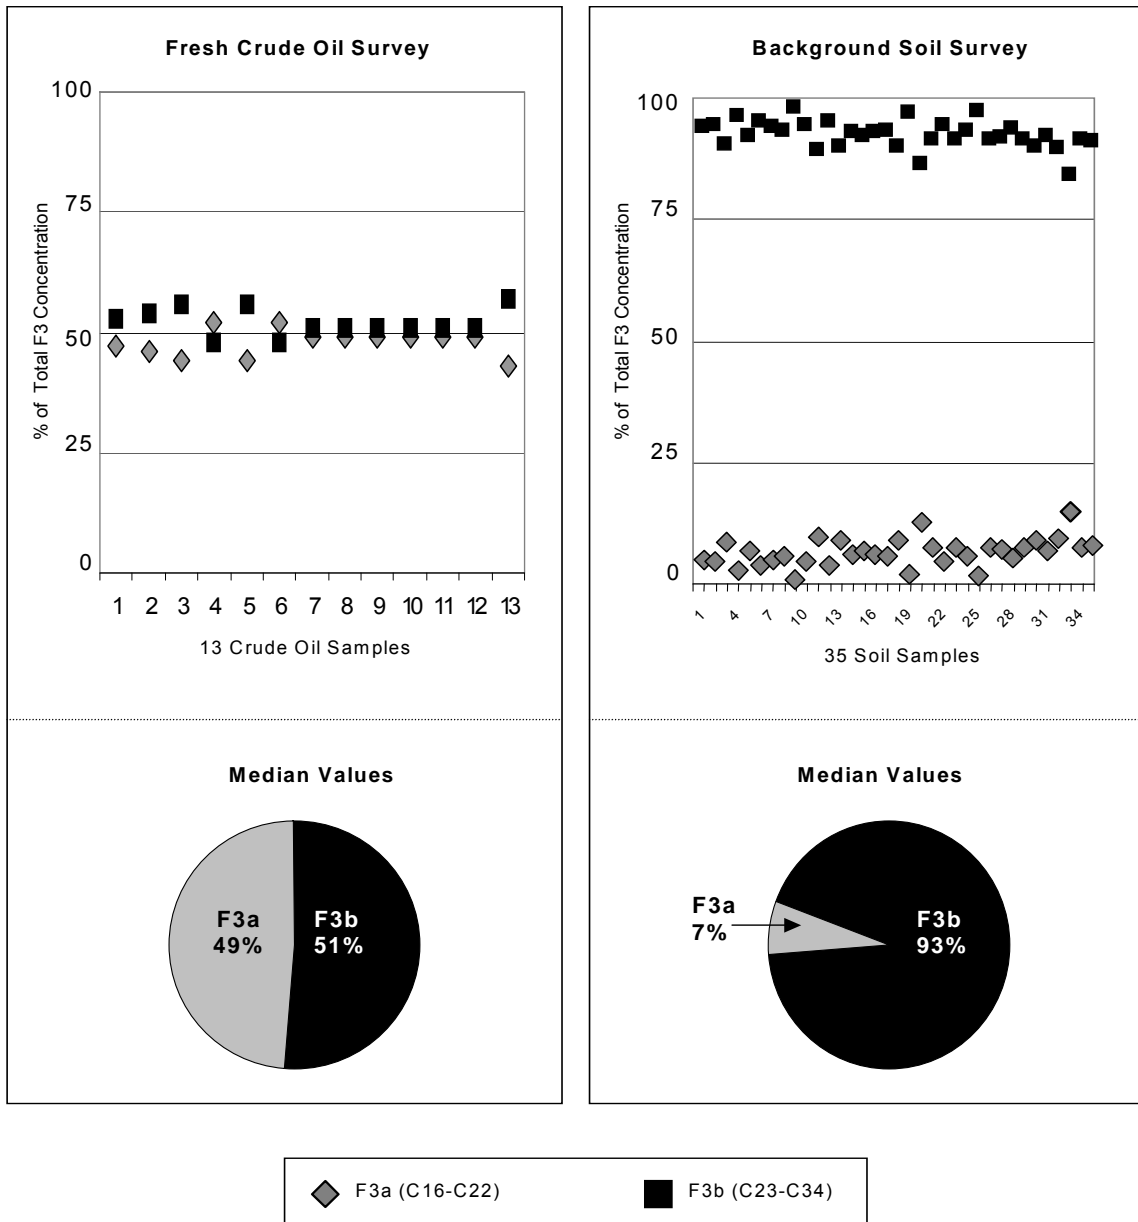 Fresh Crude Oil Survey
% of Total F3 Concentration
100
75
50
25
0
1 2 3 4 5 6 7 8 9 10 11 12 13
13 Crude Oil Samples
Median Values
F3a
49%
F3b
51%
Background Soil Survey
% of Total F3 Concentration
100
75
50
25
0
1 4 7 10 13 16 19 22 25 28 31 34
35 Soil Samples
Median Values
F3a
7%
F3b
93%
F3a (C16-C22)
F3b (C23-C34)